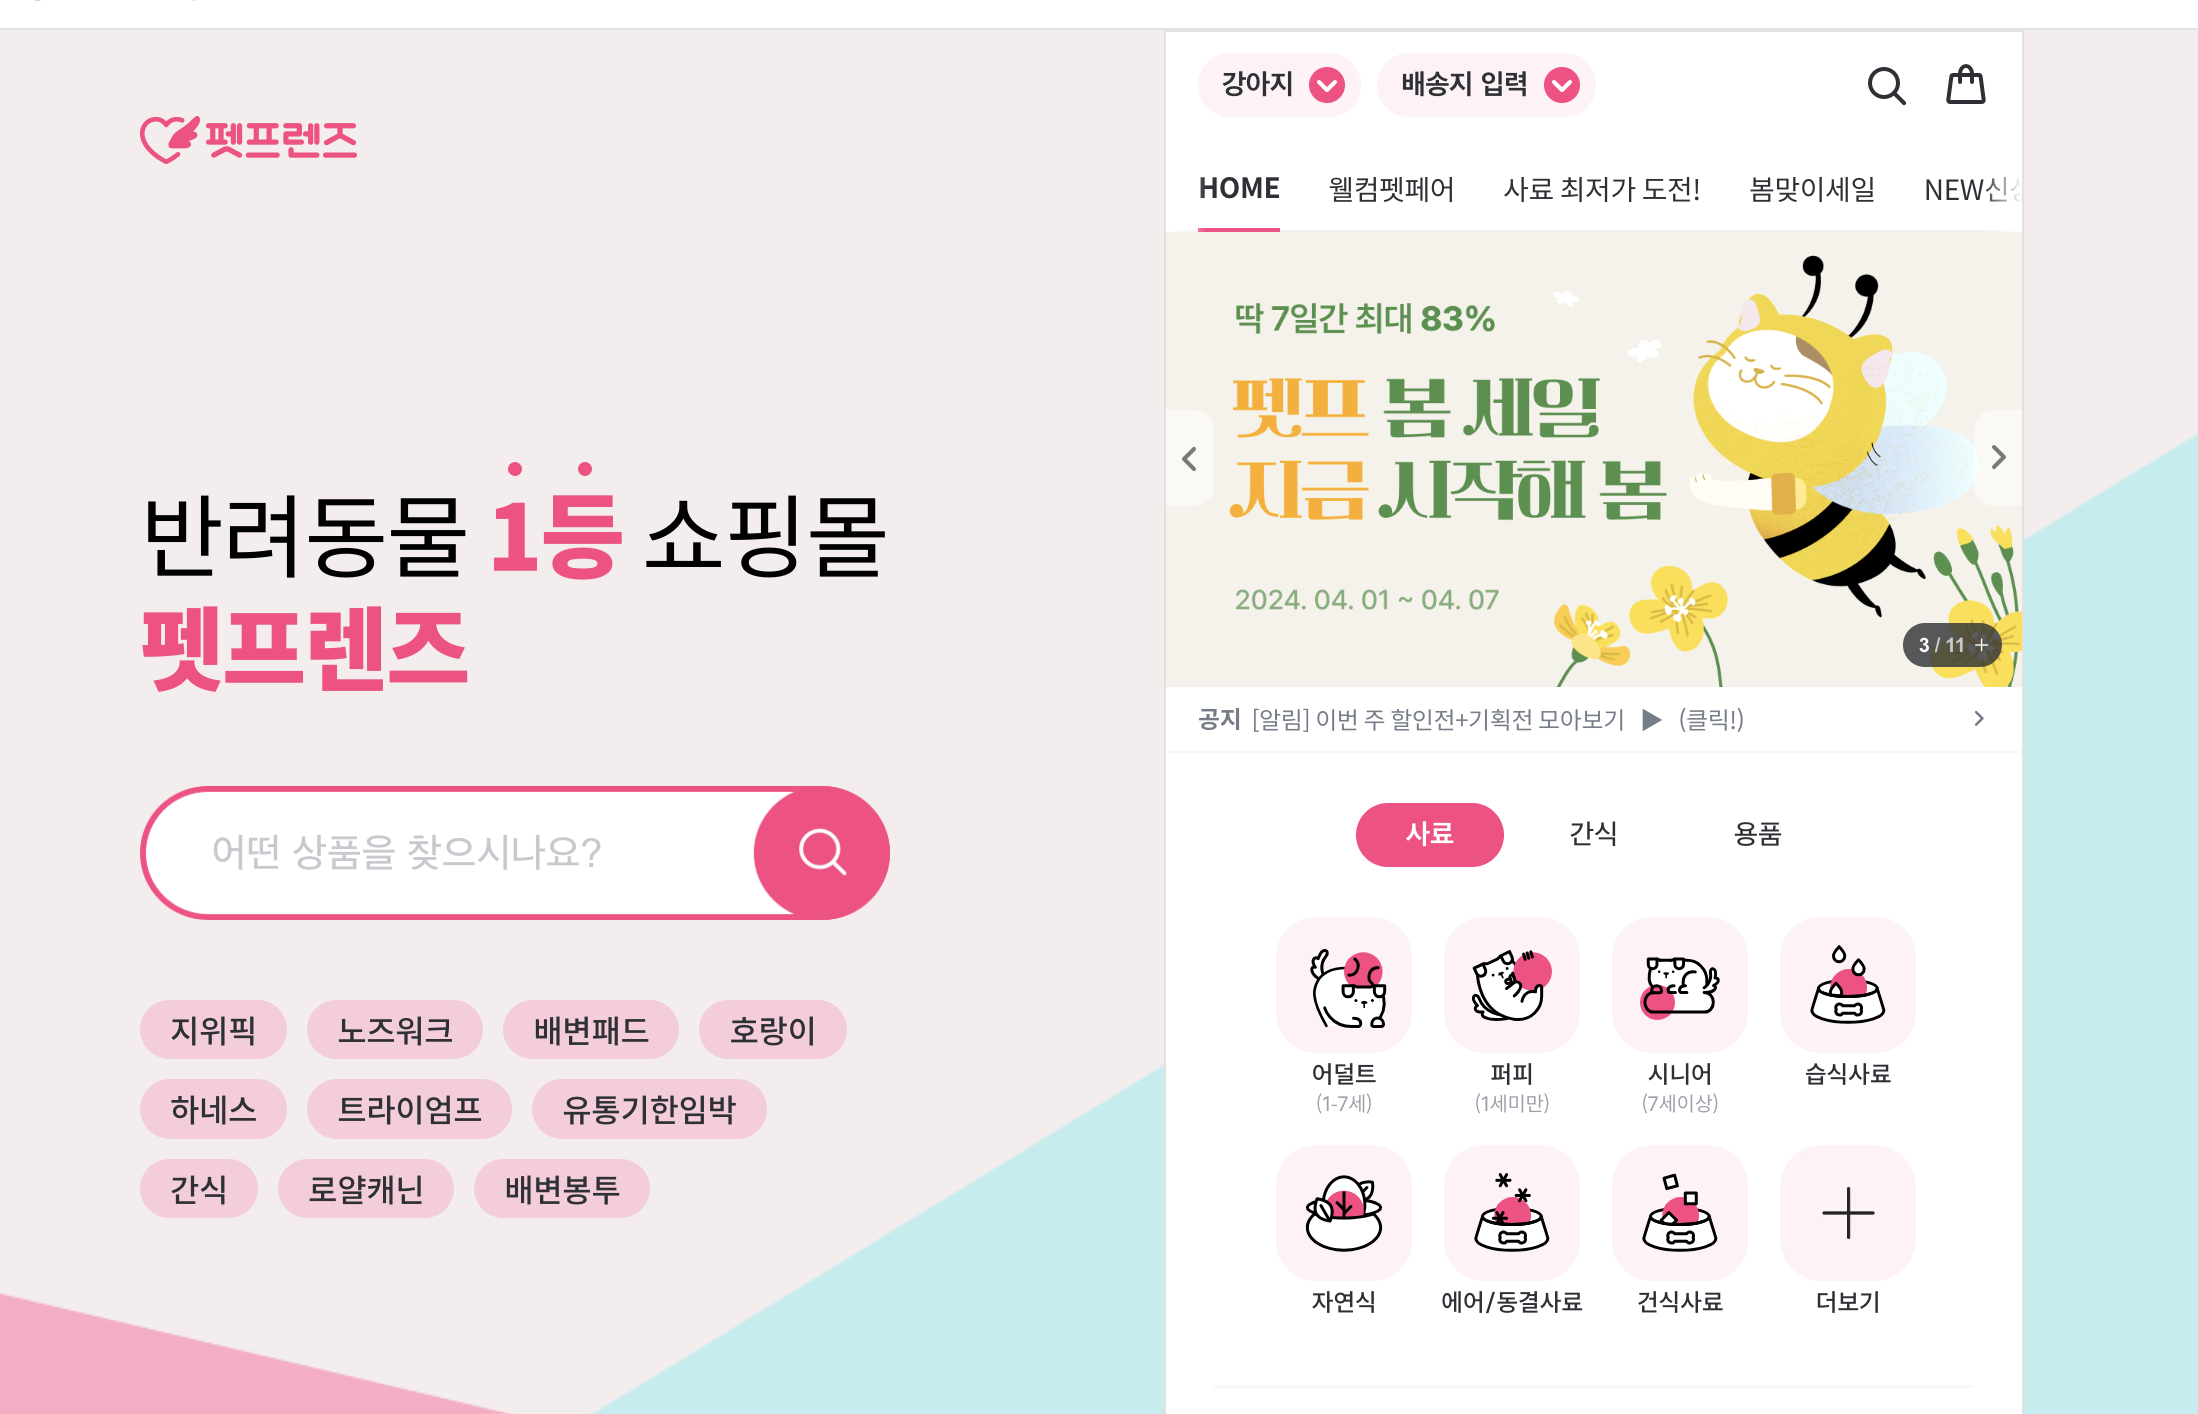 펫프렌즈
반려동물 1등 쇼핑몰
펫프렌즈
어떤 상품을 찾으시나요?
지위픽 노즈워크 배변패드 호랑이
하네스 트라이엄프 유통기한임박
간식 로얄캐닌 배변봉투
강아지 배송지 입력
HOME 웰컴펫페어 사료 최저가 도전! 봄맞이세일 NEW신상
딱 7일간 최대 83%
펫프 봄 세일
지금 시작해 봄
2024. 04. 01 ~ 04. 07
3 / 11 +
공지 [알림] 이번 주 할인전+기획전 모아보기 ▶ (클릭!)
사료 간식 용품
어덜트 퍼피 시니어 습식사료
(1-7세) (1세미만) (7세이상)
자연식 에어/동결사료 건식사료 더보기